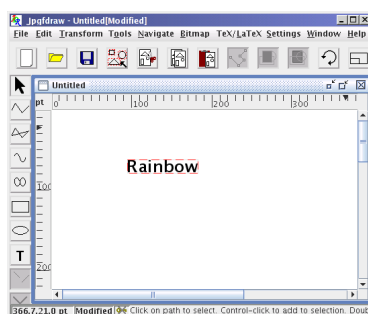 Jpgfdraw - Untitled[Modified]
File Edit Transform Tools Navigate Bitmap TeX/LaTeX Settings Window Help
Untitled
pt 0 100 200 300
Rainbow
100
T
200
366.7,21.0 pt Modified Click on path to select. Control-click to add to selection. Doub